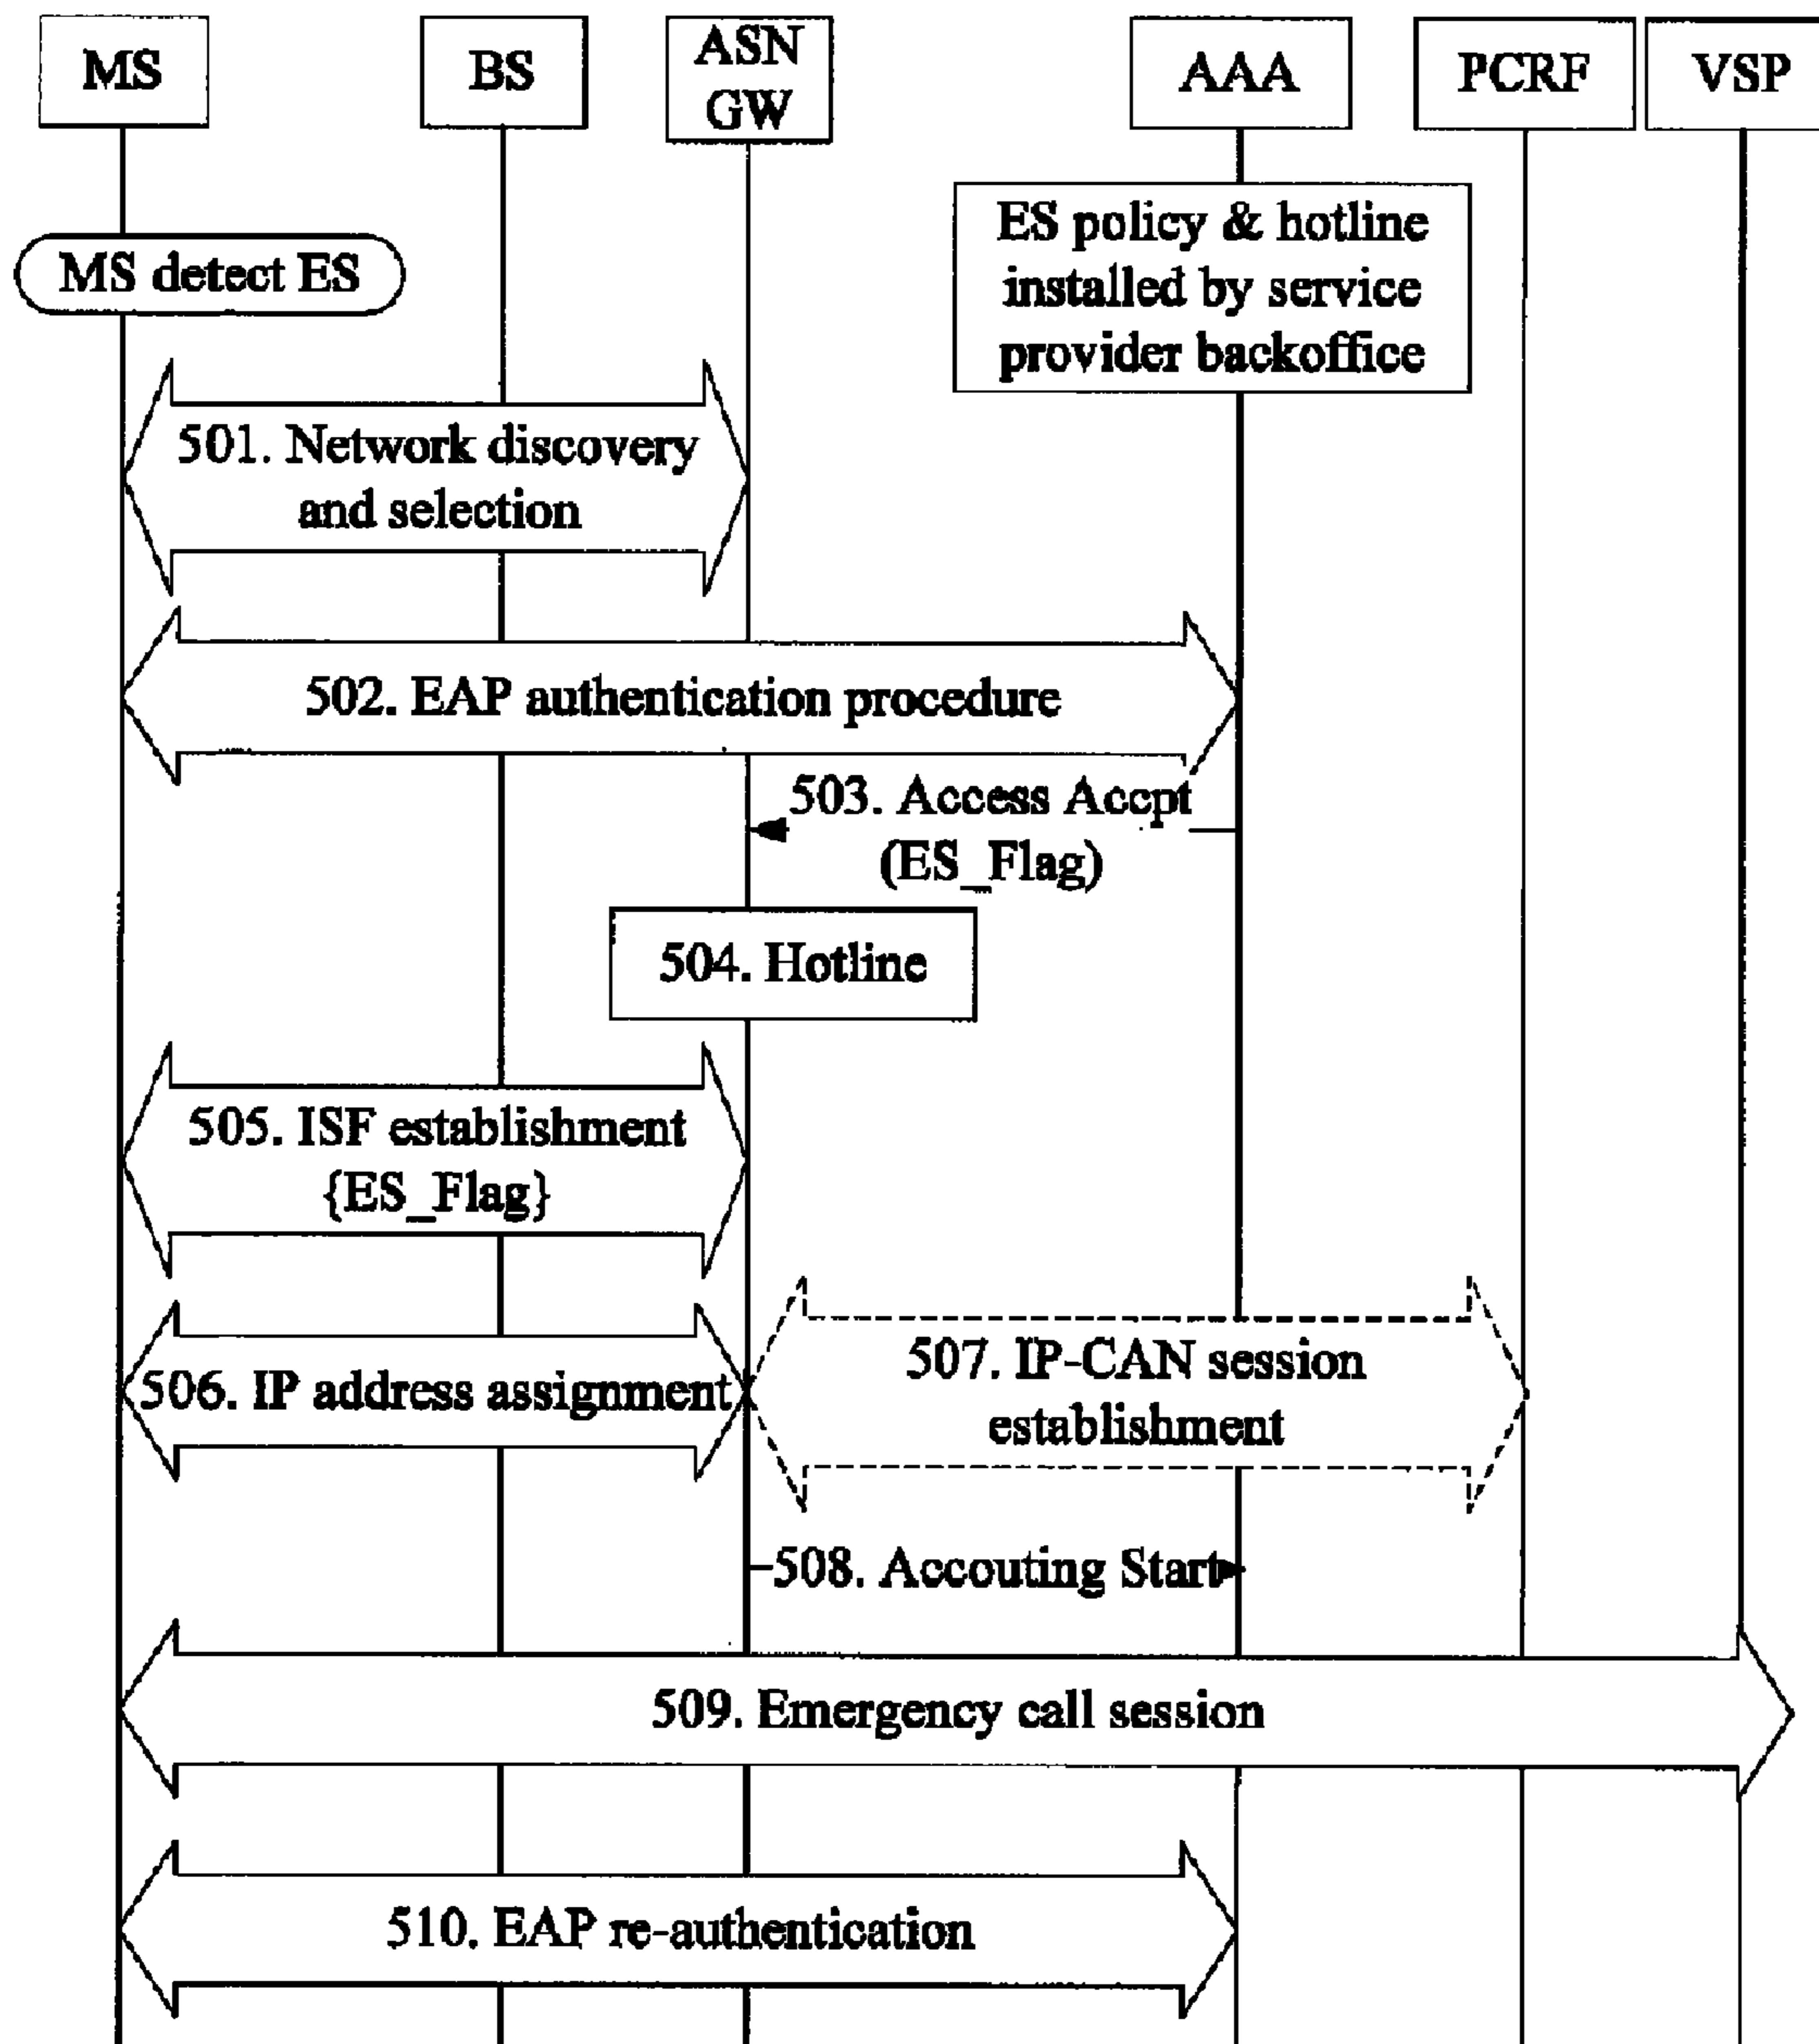 MS
BS
ASN
GW
AAA
PCRF
VSP
ES policy & hotline
installed by service
provider backoffice
MS detect ES
501. Network discovery
and selection
502. EAP authentication procedure
503. Access Accpt
(ES_Flag)
504. Hotline
505. ISF establishment
{ES_Flag}
506. IP address assignment
507. IP-CAN session
establishment
508. Accouting Start
509. Emergency call session
510. EAP re-authentication